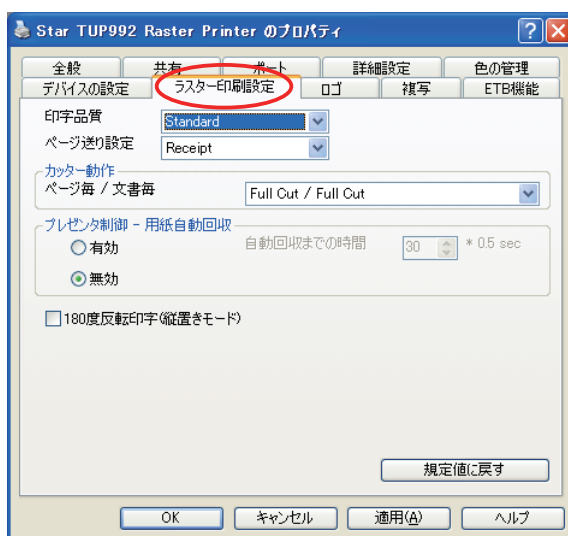 Star TUP992 Raster Printer のプロパティ
全般 共有 ポート 詳細設定 色の管理
デバイスの設定 ラスター印刷設定 ロゴ 複写 ETB機能
印字品質 Standard
ページ送り設定 Receipt
カッター動作
ページ毎 / 文書毎 Full Cut / Full Cut
プレゼンタ制御 - 用紙自動回収
有効 自動回収までの時間 30 * 0.5 sec
無効
180度反転印字(縦置きモード)
規定値に戻す
OK キャンセル 適用(A) ヘルプ